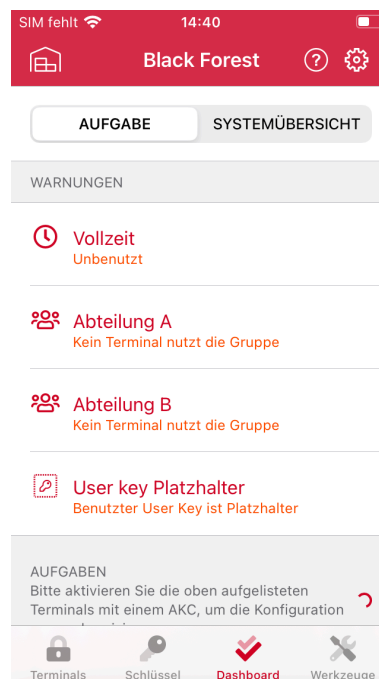 SIM fehlt 14:40
Black Forest
AUFGABE SYSTEMÜBERSICHT
WARNUNGEN
Vollzeit
Unbenutzt
Abteilung A
Kein Terminal nutzt die Gruppe
Abteilung B
Kein Terminal nutzt die Gruppe
User key Platzhalter
Benutzter User Key ist Platzhalter
AUFGABEN
Bitte aktivieren Sie die oben aufgelisteten
Terminals mit einem AKC, um die Konfiguration
Terminals Schlüssel Dashboard Werkzeuge